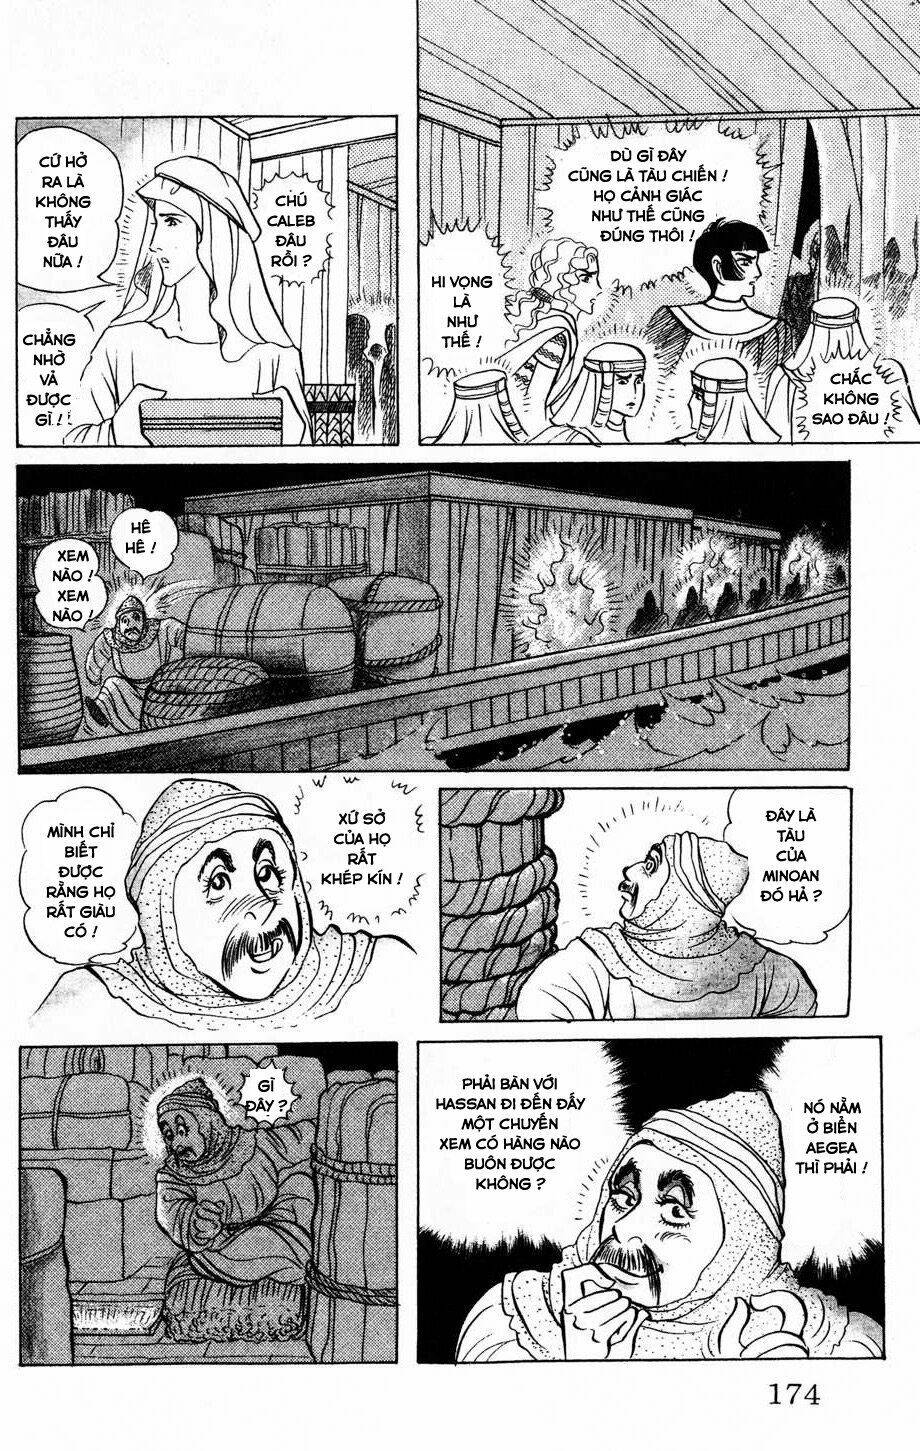 CHẮC
KHÔNG
SAO ĐÂU !
DÙ GÌ ĐÂY
CŨNG LÀ TÀU CHIẾN !
HỌ CẢNH GIÁC
NHƯ THẾ CŨNG
ĐÚNG THÔI !
HI VỌNG
LÀ
NHƯ
THẾ !
CHÚ
CALEB
ĐÂU
RỒI ?
CỨ HỞ
RA LÀ
KHÔNG
THẤY
ĐÂU
NỮA !
CHẲNG
NHỜ
VẢ
ĐƯỢC
GÌ !
HÊ
HÊ !
XEM
NÀO !
XEM
NÀO !
ĐÂY LÀ
TÀU
CỦA
MINOAN
ĐÓ HẢ ?
XỨ SỞ
CỦA HỌ
RẤT
KHÉP KÍN !
MÌNH CHỈ
BIẾT
ĐƯỢC
RẰNG HỌ
RẤT GIÀU
CÓ !
NÓ NẰM
Ở BIỂN
AEGEA
THÌ PHẢI !
PHẢI BÀN VỚI
HASSAN ĐI ĐẾN ĐẤY
MỘT CHUYẾN
XEM CÓ HÀNG NÀO
BUÔN ĐƯỢC
KHÔNG ?
GÌ
ĐÂY ?
174